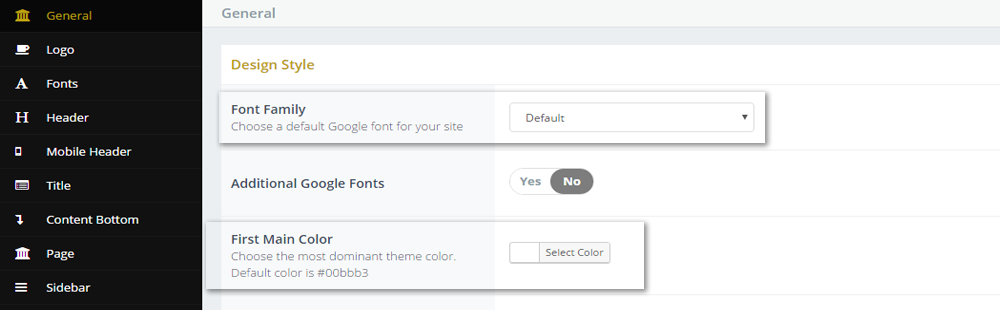 General
Logo
Fonts
Header
Mobile Header
Title
Content Bottom
Page
Sidebar
General
Design Style
Font Family
Choose a default Google font for your site
Default
Additional Google Fonts
Yes No
First Main Color
Choose the most dominant theme color.
Default color is #00bbb3
Select Color